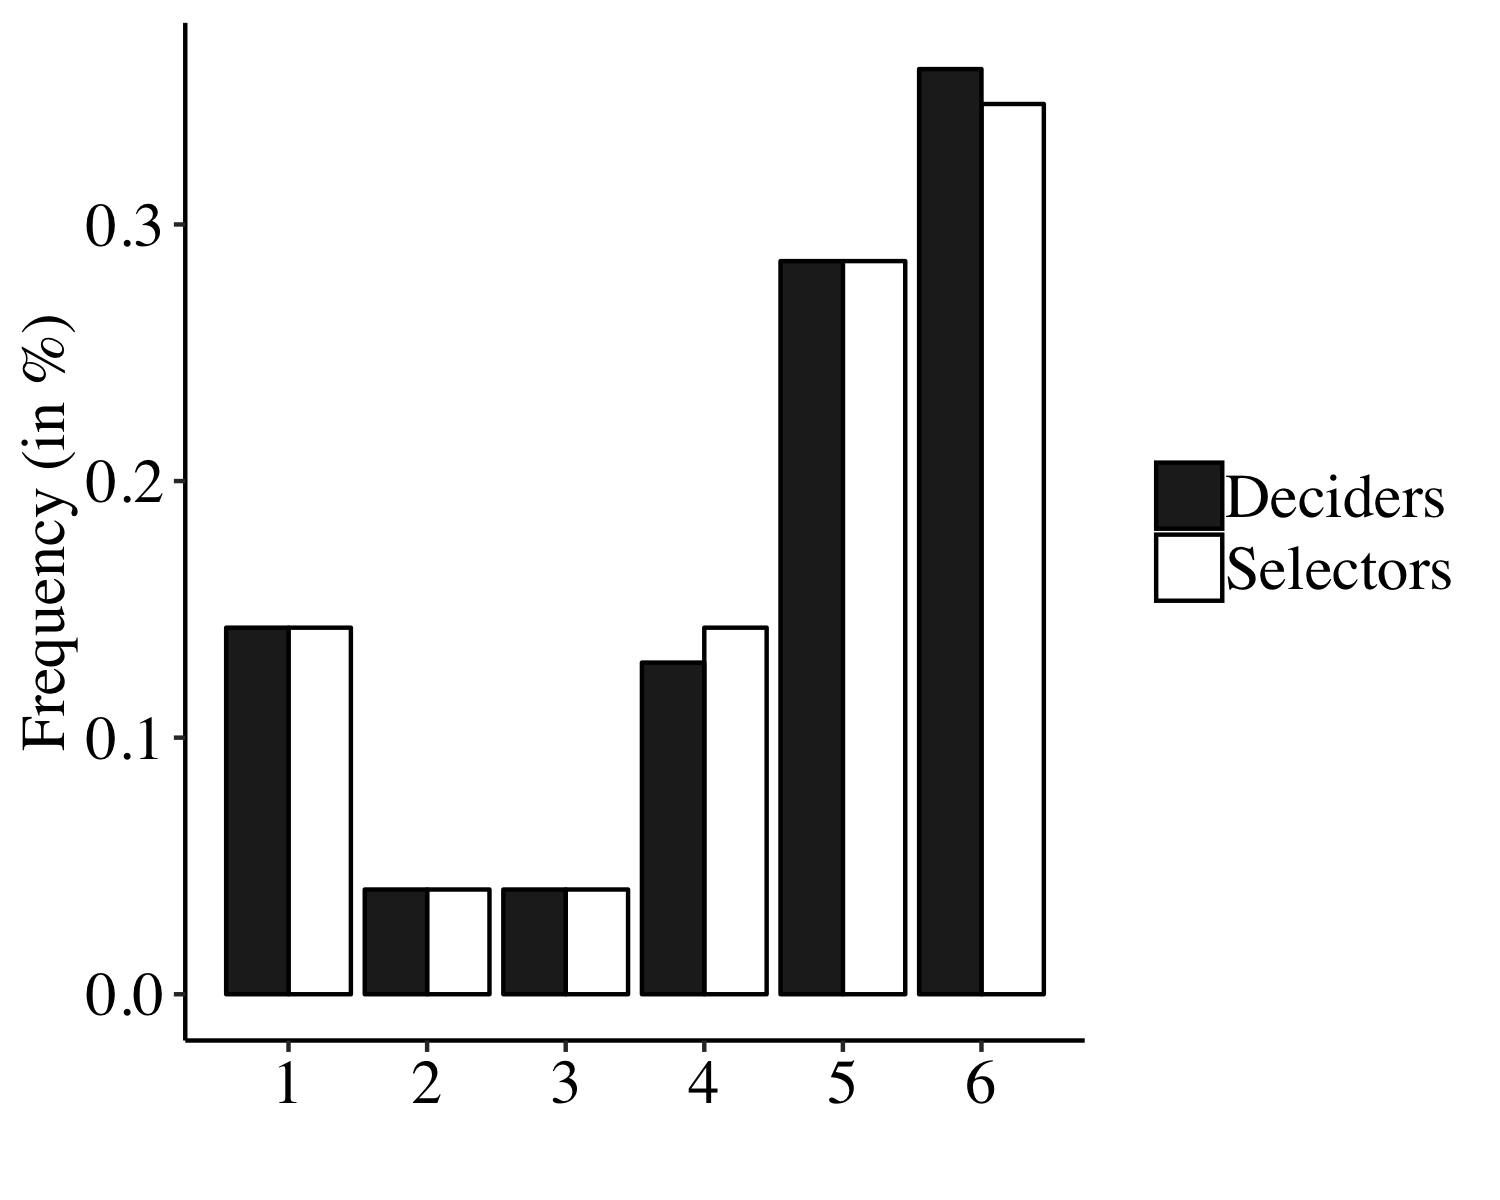 Frequency (in %)
0.3
0.2
0.1
0.0
1 2 3 4 5 6
Deciders
Selectors